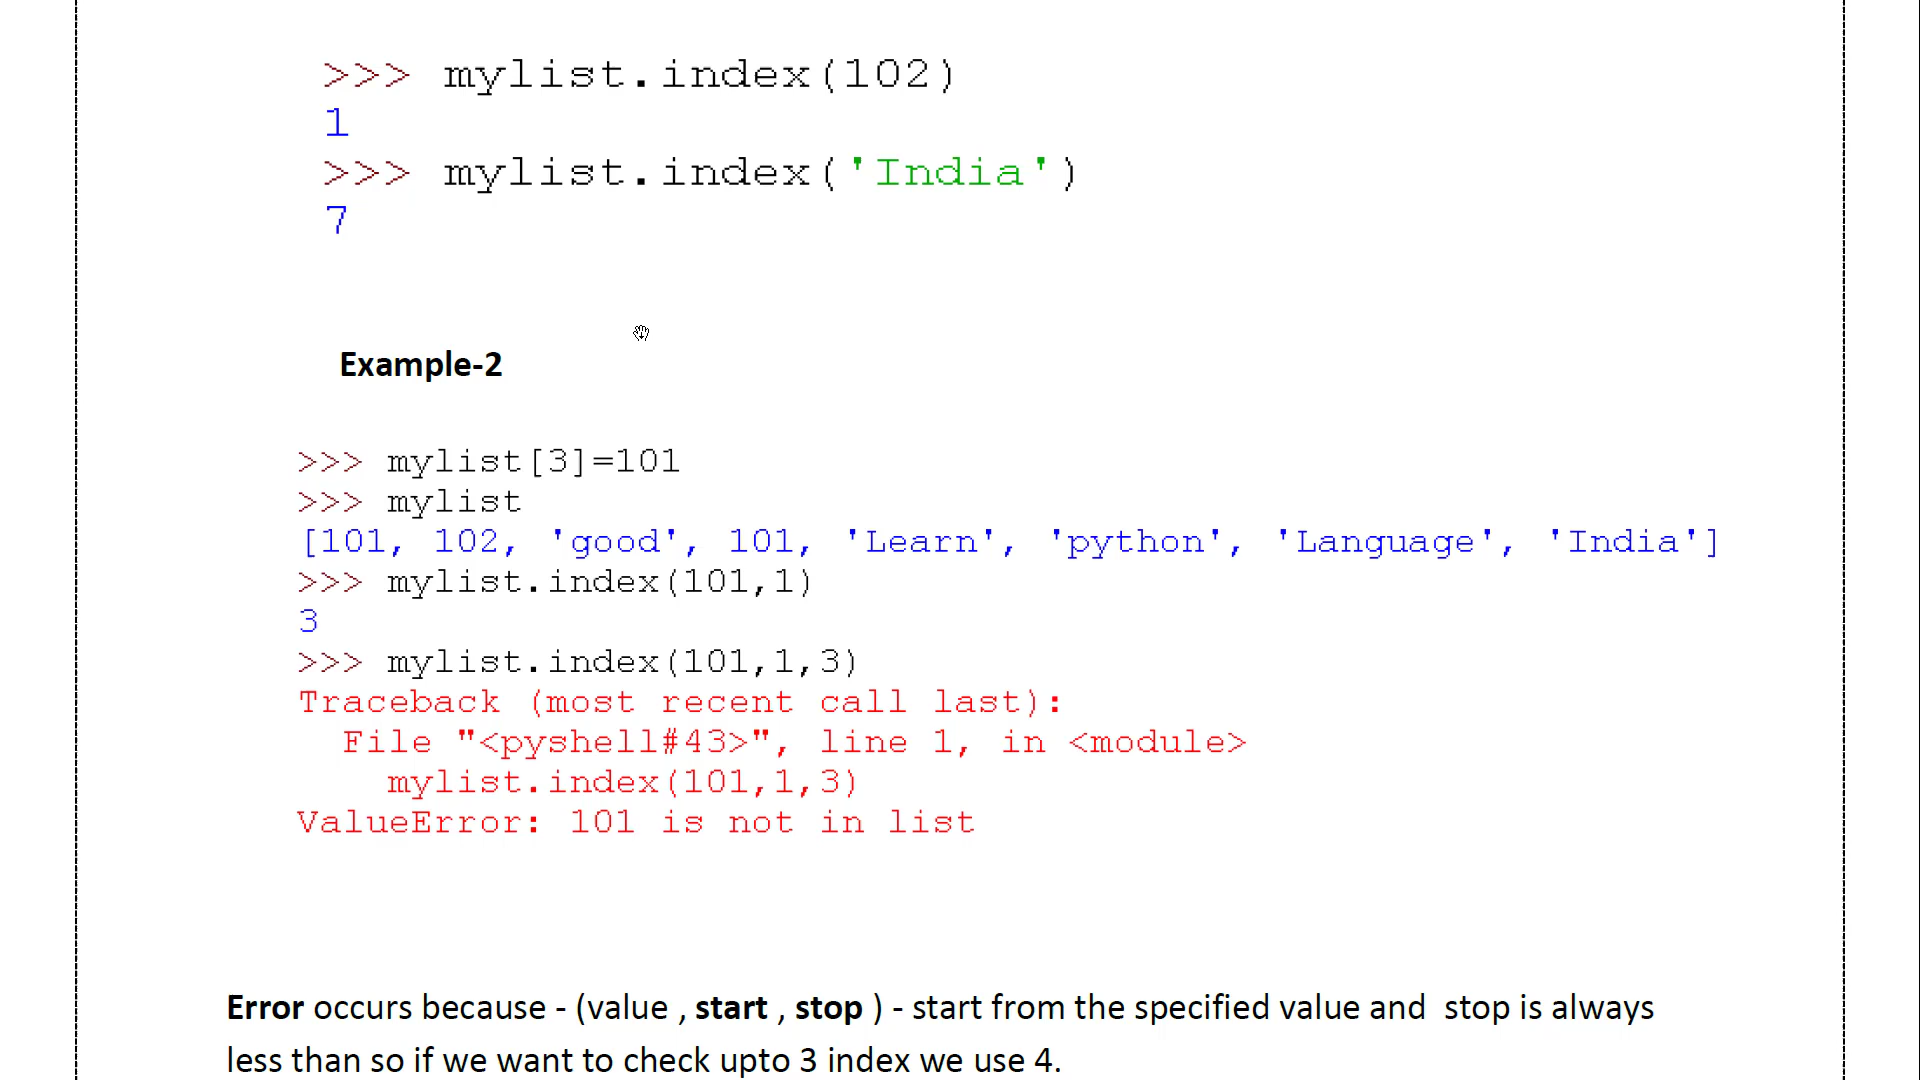 >>> mylist.index(102)
1
>>> mylist.index('India')
7
Example-2
>>> mylist[3]=101
>>> mylist
[101, 102, 'good', 101, 'Learn', 'python', 'Language', 'India']
>>> mylist.index(101,1)
3
>>> mylist.index(101,1,3)
Traceback (most recent call last):
  File "<pyshell#43>", line 1, in <module>
    mylist.index(101,1,3)
ValueError: 101 is not in list
Error occurs because - (value , start , stop ) - start from the specified value and  stop is always
less than so if we want to check upto 3 index we use 4.